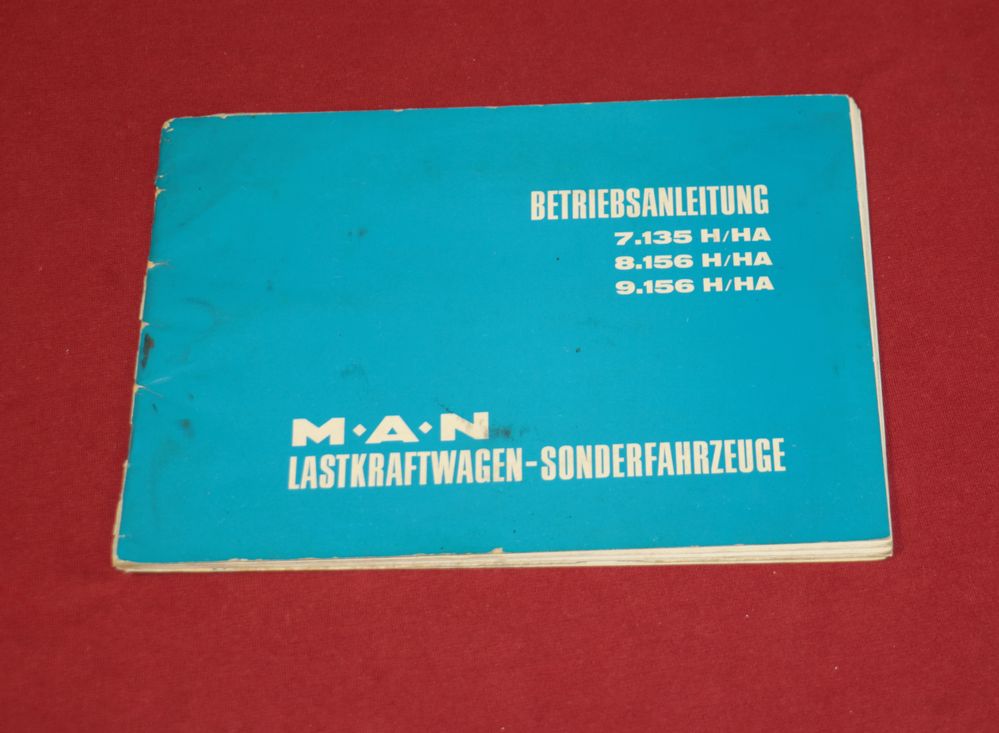 BETRIEBSANLEITUNG
7.135 H/HA
8.156 H/HA
9.156 H/HA
M·A·N
LASTKRAFTWAGEN-SONDERFAHRZEUGE